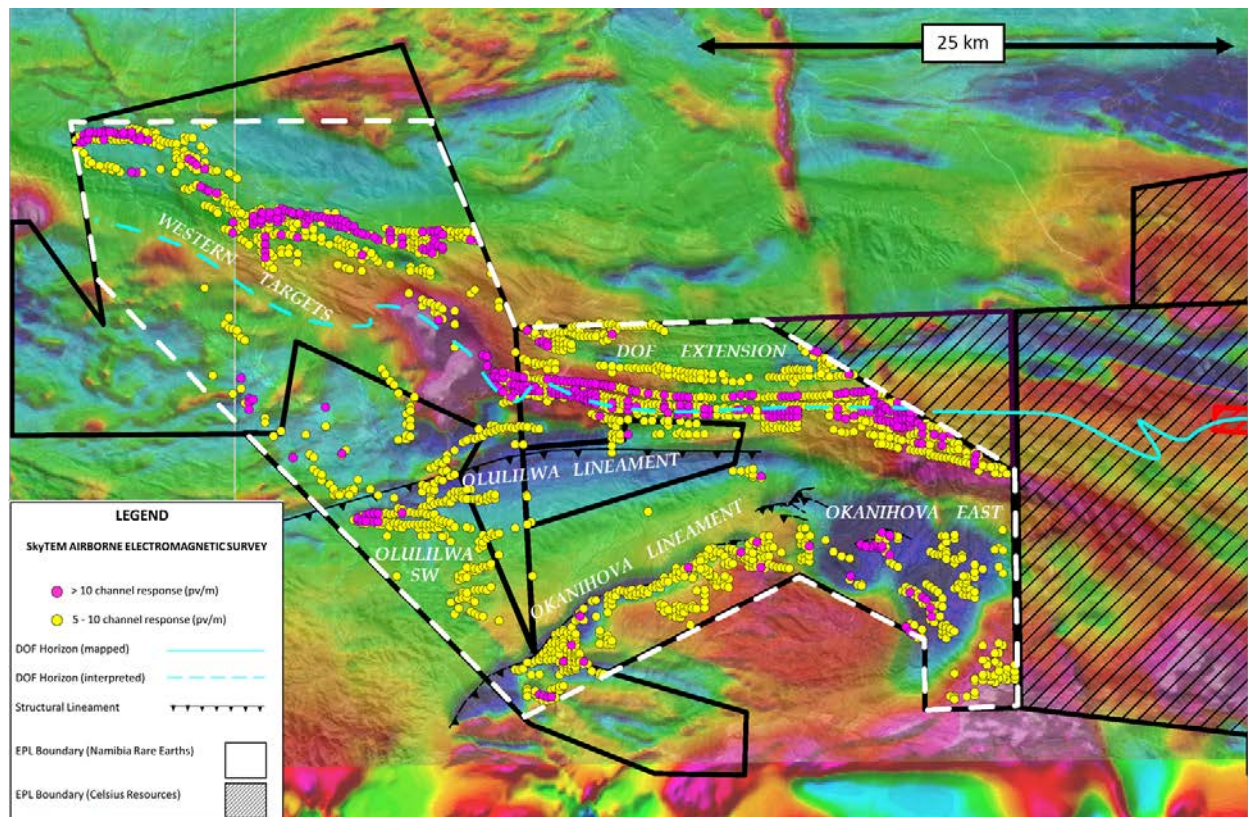 25 km
WESTERN
TARGETS
DOF EXTENSION
OLULILWA LINEAMENT
OKANIHOVA EAST
OKANIHOVA LINEAMENT
OLULILWA
SW
LEGEND
SkyTEM AIRBORNE ELECTROMAGNETIC SURVEY
> 10 channel response (pv/m)
5 - 10 channel response (pv/m)
DOF Horizon (mapped)
DOF Horizon (interpreted)
Structural Lineament
EPL Boundary (Namibia Rare Earths)
EPL Boundary (Celsius Resources)